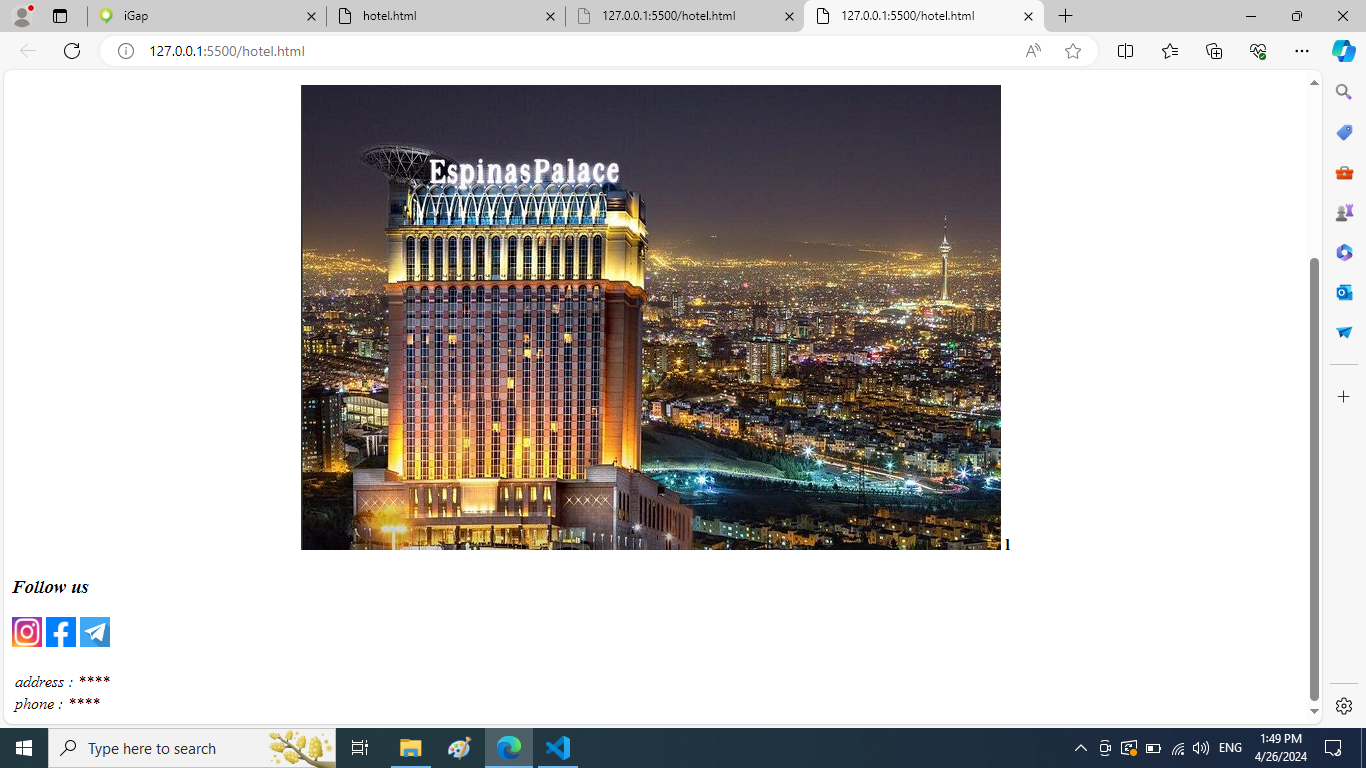 iGap
hotel.html
127.0.0.1:5500/hotel.html
127.0.0.1:5500/hotel.html
127.0.0.1:5500/hotel.html
EspinasPalace
l
Follow us
address : ****
phone : ****
Type here to search
ENG
1:49 PM
4/26/2024